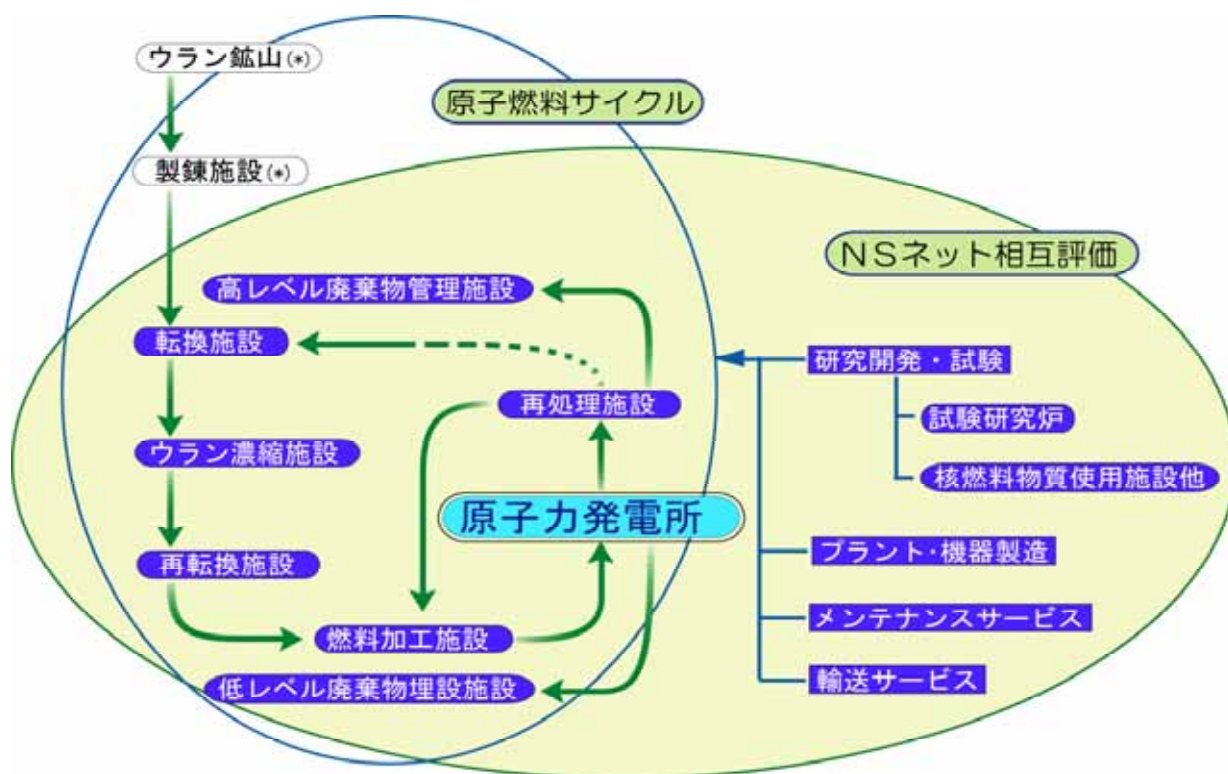 ウラン鉱山(*)
原子燃料サイクル
製錬施設(*)
NSネット相互評価
高レベル廃棄物管理施設
転換施設
研究開発・試験
再処理施設
試験研究炉
ウラン濃縮施設
核燃料物質使用施設他
原子力発電所
プラント・機器製造
再転換施設
メンテナンスサービス
燃料加工施設
輸送サービス
低レベル廃棄物埋設施設